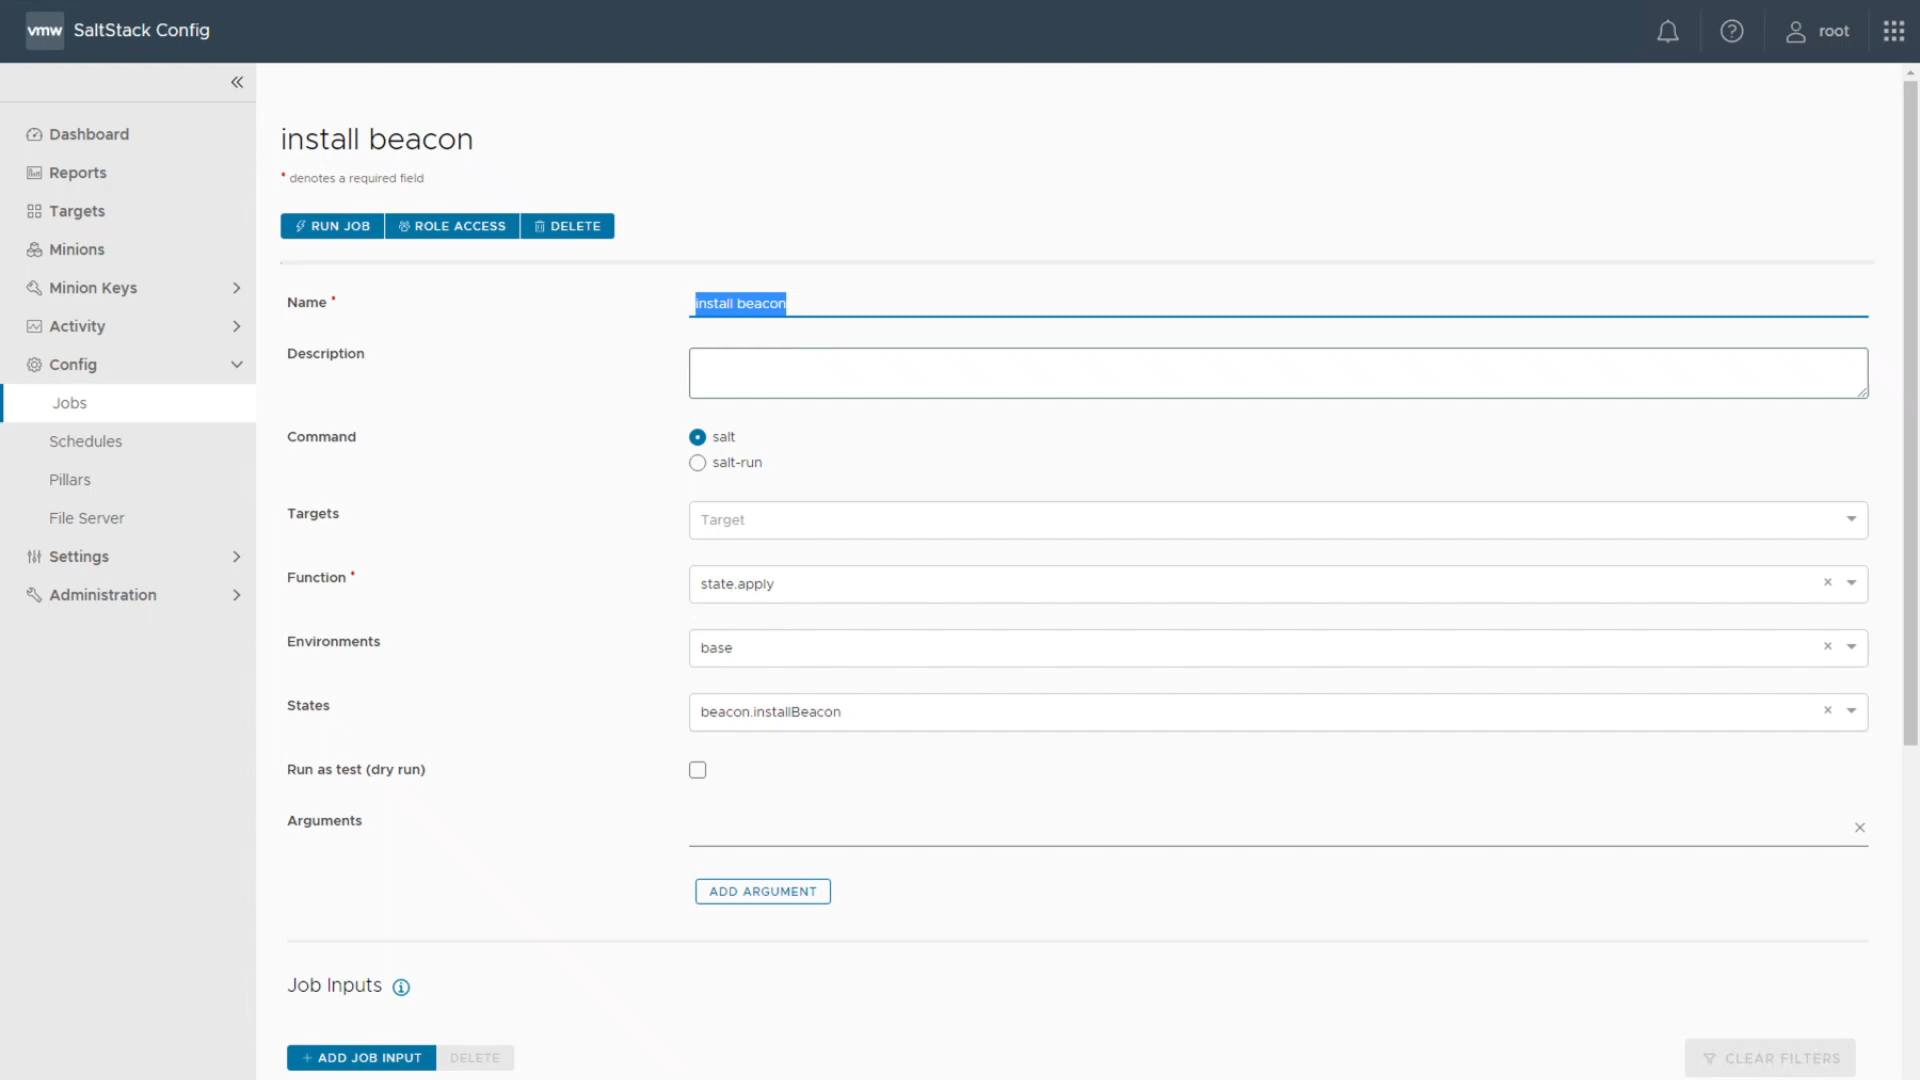 vmw SaltStack Config
root
Dashboard
Reports
Targets
Minions
Minion Keys
Activity
Config
Jobs
Schedules
Pillars
File Server
Settings
Administration
install beacon
* denotes a required field
RUN JOB ROLE ACCESS DELETE
Name * install beacon
Description
Command salt
salt-run
Targets Target
Function * state.apply
Environments base
States beacon.installBeacon
Run as test (dry run)
Arguments
ADD ARGUMENT
Job Inputs
+ ADD JOB INPUT DELETE CLEAR FILTERS